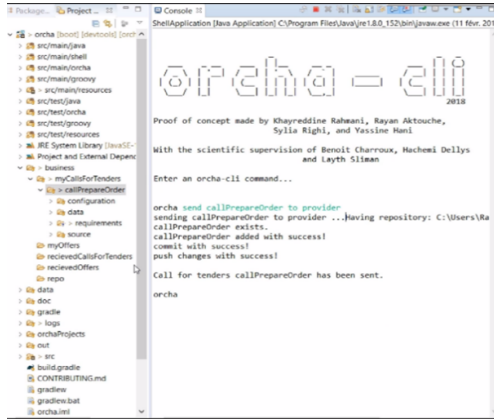 Package...
Project ...
orcha [boot] [devtools] [orch
src/main/java
src/main/shell
src/main/orcha
src/main/groovy
> src/main/resources
src/test/java
src/test/orcha
src/test/groovy
src/test/resources
JRE System Library [JavaSE-
Project and External Depend
> business
> myCallsForTenders
> callPrepareOrder
> configuration
> data
> requirements
> source
myOffers
recievedCallsForTenders
recievedOffers
repo
data
doc
gradle
> logs
orchaProjects
out
> src
build.gradle
CONTRIBUTING.md
gradlew
gradlew.bat
orcha.iml
Console
ShellApplication [Java Application] C:\Program Files\Java\jre1.8.0_152\bin\javaw.exe (11 févr. 201
orcha - cli
2018
Proof of concept made by Khayreddine Rahmani, Rayan Aktouche,
Sylia Righi, and Yassine Hani
With the scientific supervision of Benoit Charroux, Hachemi Dellys
and Layth Sliman
Enter an orcha-cli command...
orcha send callPrepareOrder to provider
sending callPrepareOrder to provider ...Having repository: C:\Users\Ra
callPrepareOrder exists.
callPrepareOrder added with success!
commit with success!
push changes with success!
Call for tenders callPrepareOrder has been sent.
orcha